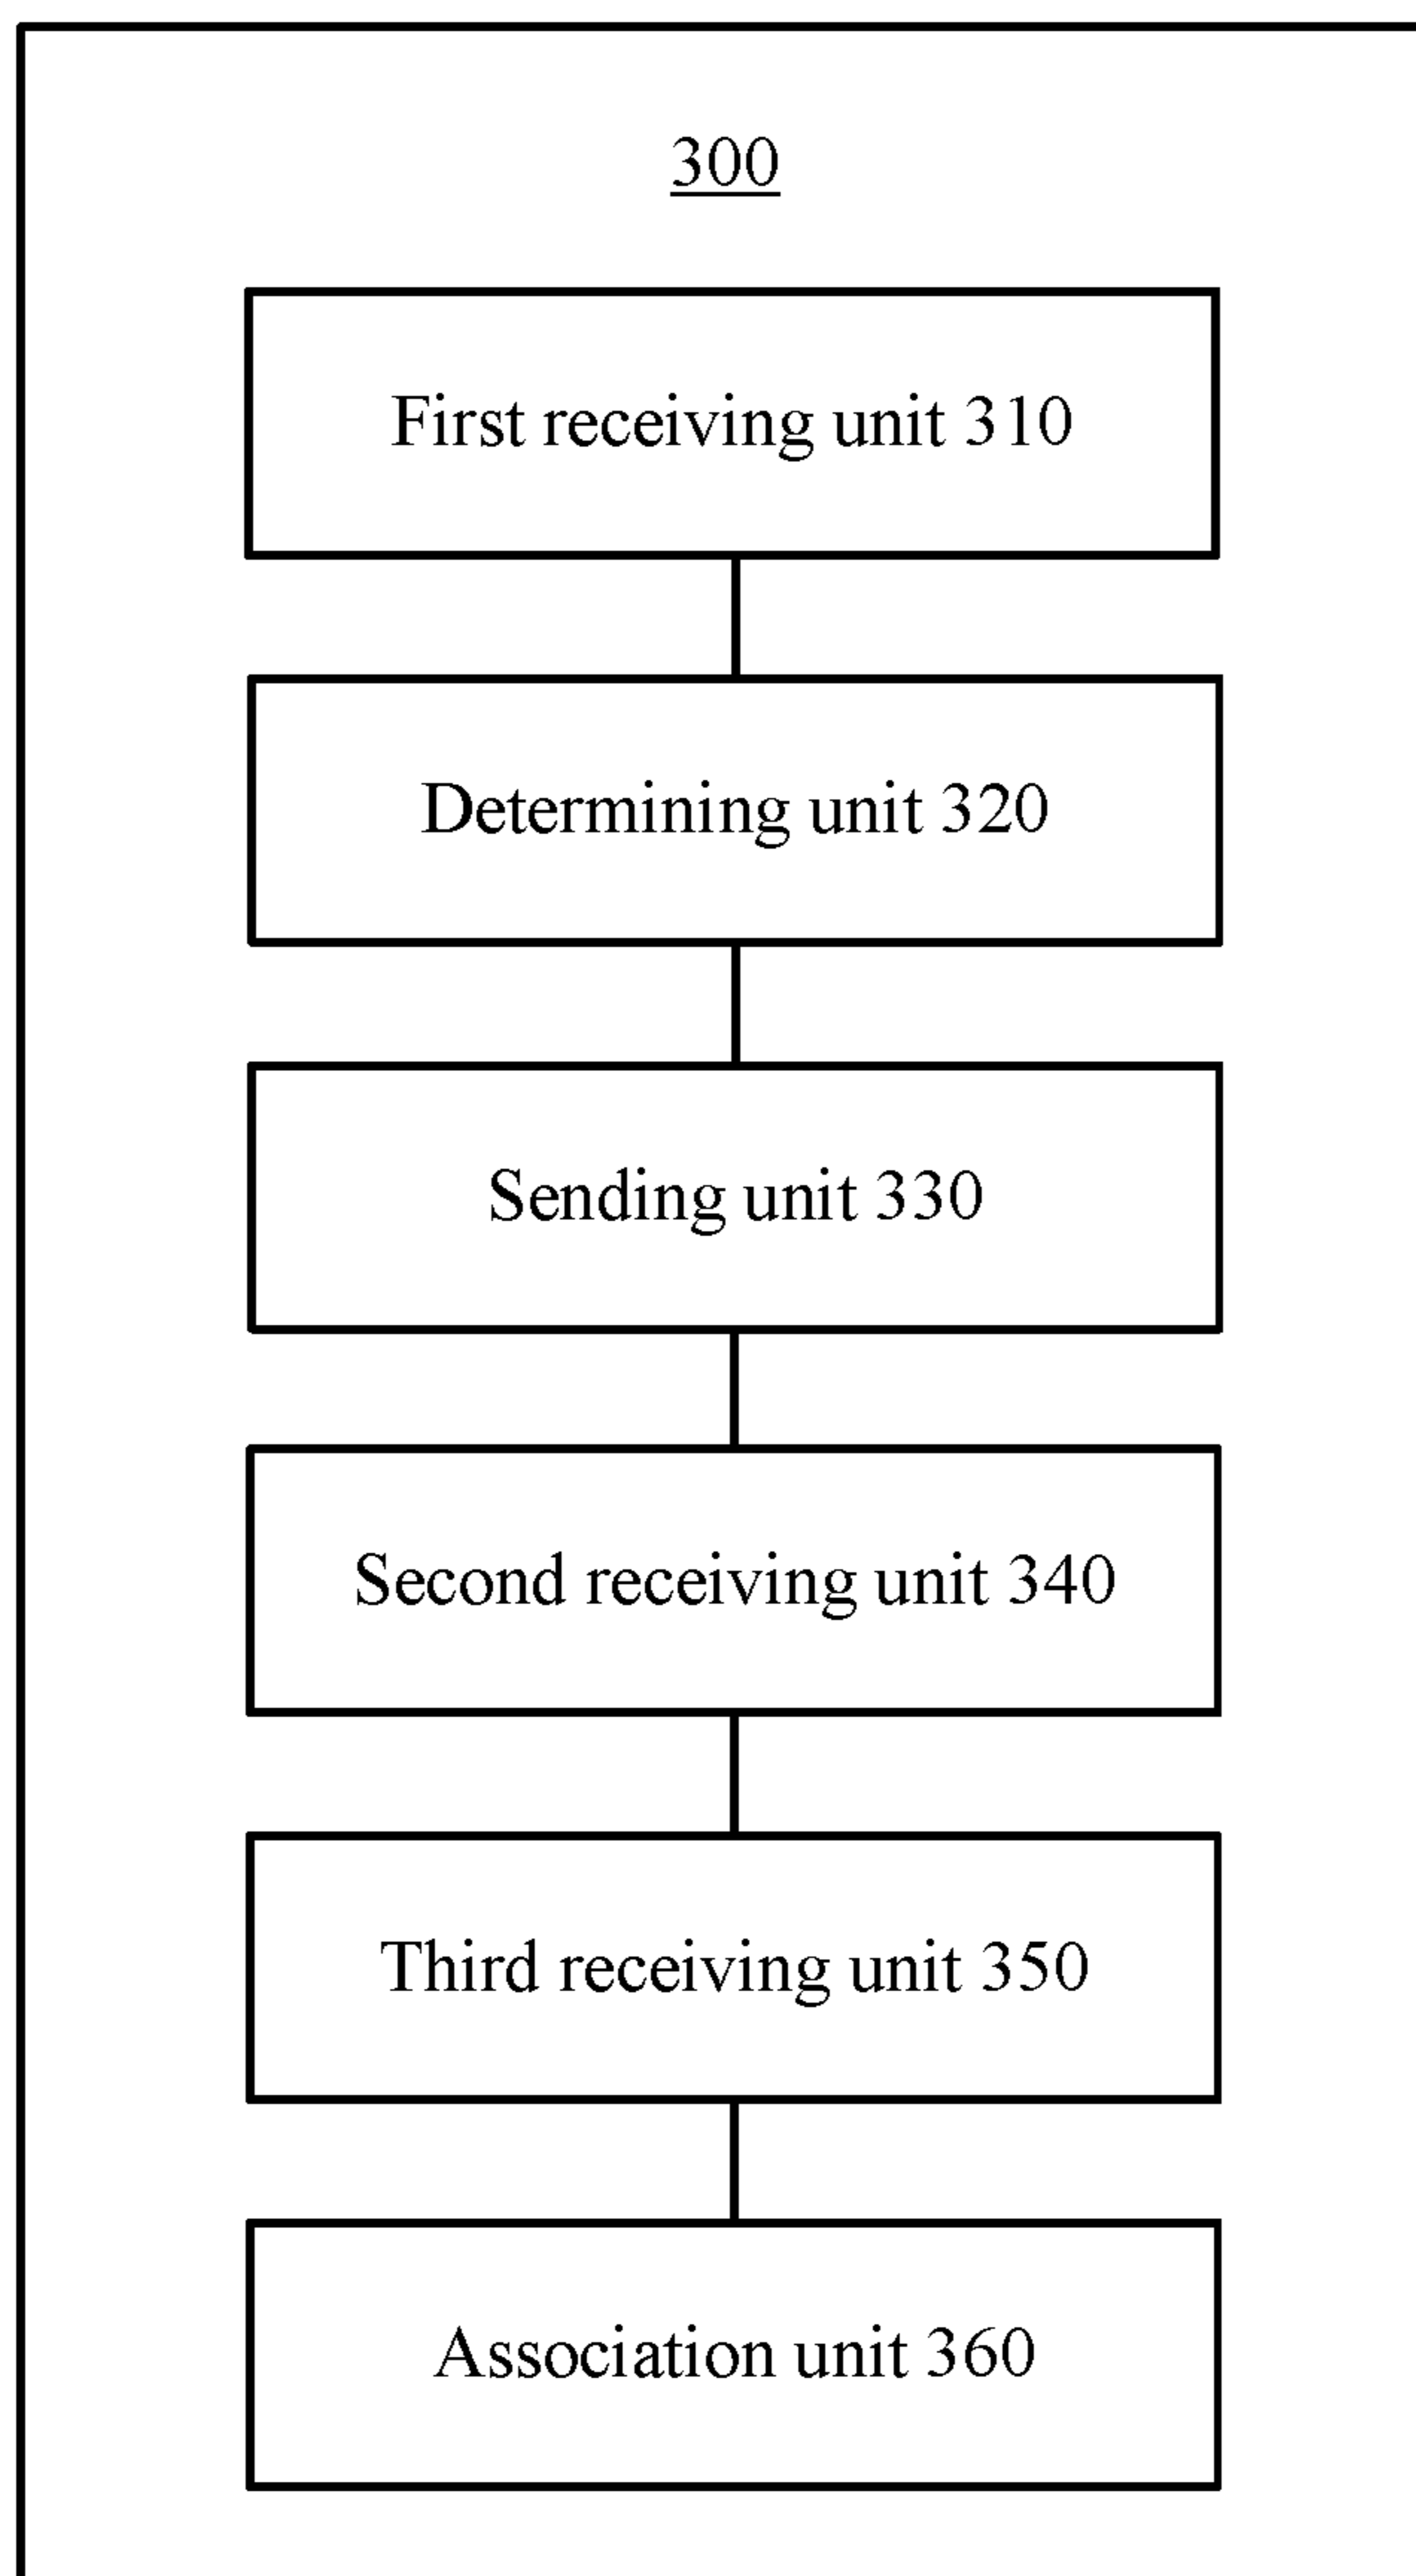 300
First receiving unit 310
Determining unit 320
Sending unit 330
Second receiving unit 340
Third receiving unit 350
Association unit 360